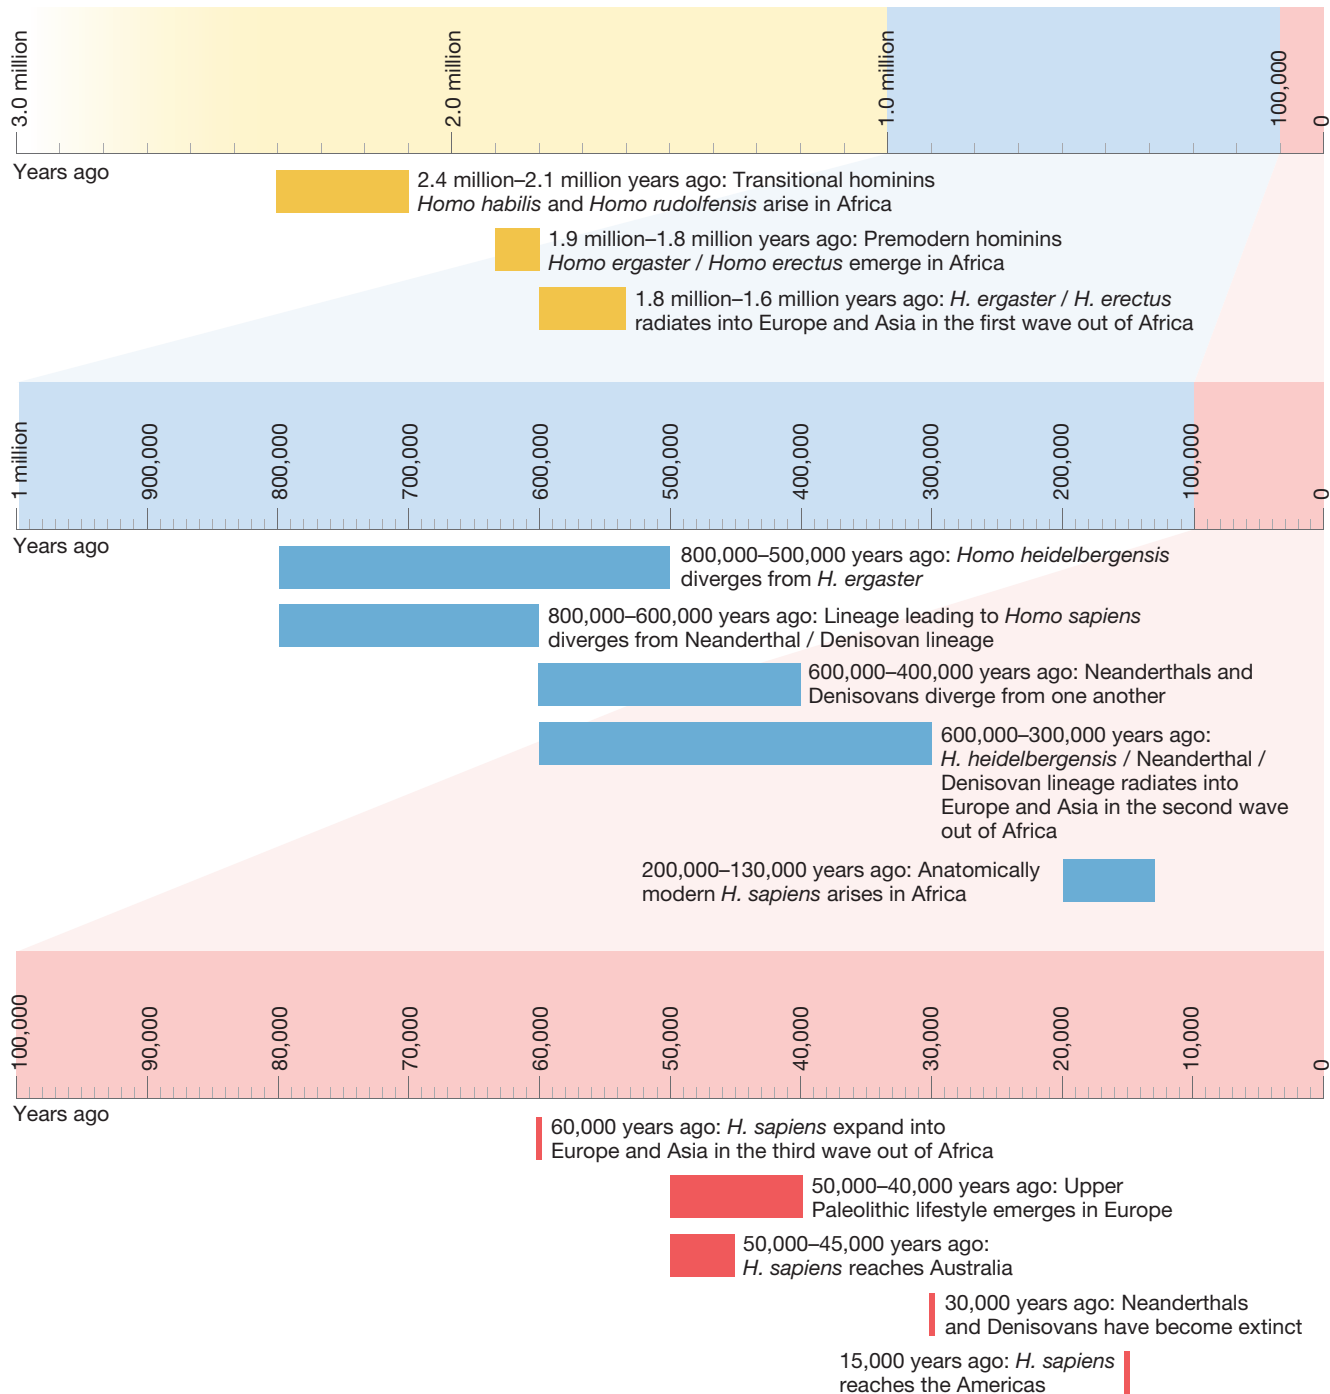 3.0 million
2.0 million
1.0 million
100,000
0
Years ago
2.4 million–2.1 million years ago: Transitional hominins
Homo habilis and Homo rudolfensis arise in Africa
1.9 million–1.8 million years ago: Premodern hominins
Homo ergaster / Homo erectus emerge in Africa
1.8 million–1.6 million years ago: H. ergaster / H. erectus
radiates into Europe and Asia in the first wave out of Africa
1 million
900,000
800,000
700,000
600,000
500,000
400,000
300,000
200,000
100,000
0
Years ago
800,000–500,000 years ago: Homo heidelbergensis
diverges from H. ergaster
800,000–600,000 years ago: Lineage leading to Homo sapiens
diverges from Neanderthal / Denisovan lineage
600,000–400,000 years ago: Neanderthals and
Denisovans diverge from one another
600,000–300,000 years ago:
H. heidelbergensis / Neanderthal /
Denisovan lineage radiates into
Europe and Asia in the second wave
out of Africa
200,000–130,000 years ago: Anatomically
modern H. sapiens arises in Africa
100,000
90,000
80,000
70,000
60,000
50,000
40,000
30,000
20,000
10,000
0
Years ago
60,000 years ago: H. sapiens expand into
Europe and Asia in the third wave out of Africa
50,000–40,000 years ago: Upper
Paleolithic lifestyle emerges in Europe
50,000–45,000 years ago:
H. sapiens reaches Australia
30,000 years ago: Neanderthals
and Denisovans have become extinct
15,000 years ago: H. sapiens
reaches the Americas